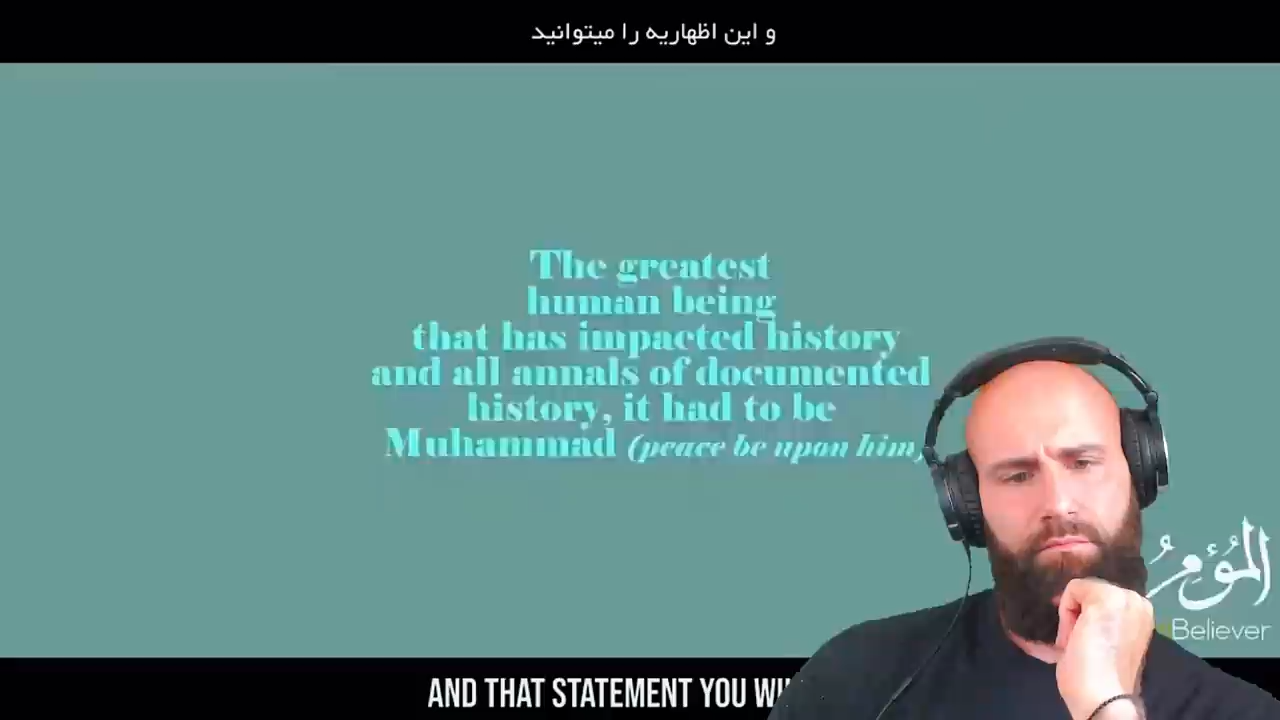 و این اظهاریه را میتوانید
The greatest
human being
that has impacted history
and all annals of documented
history, it had to be
Muhammad (peace be upon him)
المؤمن
Believer
AND THAT STATEMENT YOU